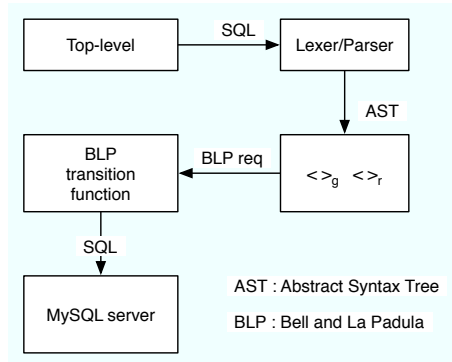 Top-level
SQL
Lexer/Parser
AST
BLP
transition
function
BLP req
< >g < >r
SQL
MySQL server
AST : Abstract Syntax Tree
BLP : Bell and La Padula